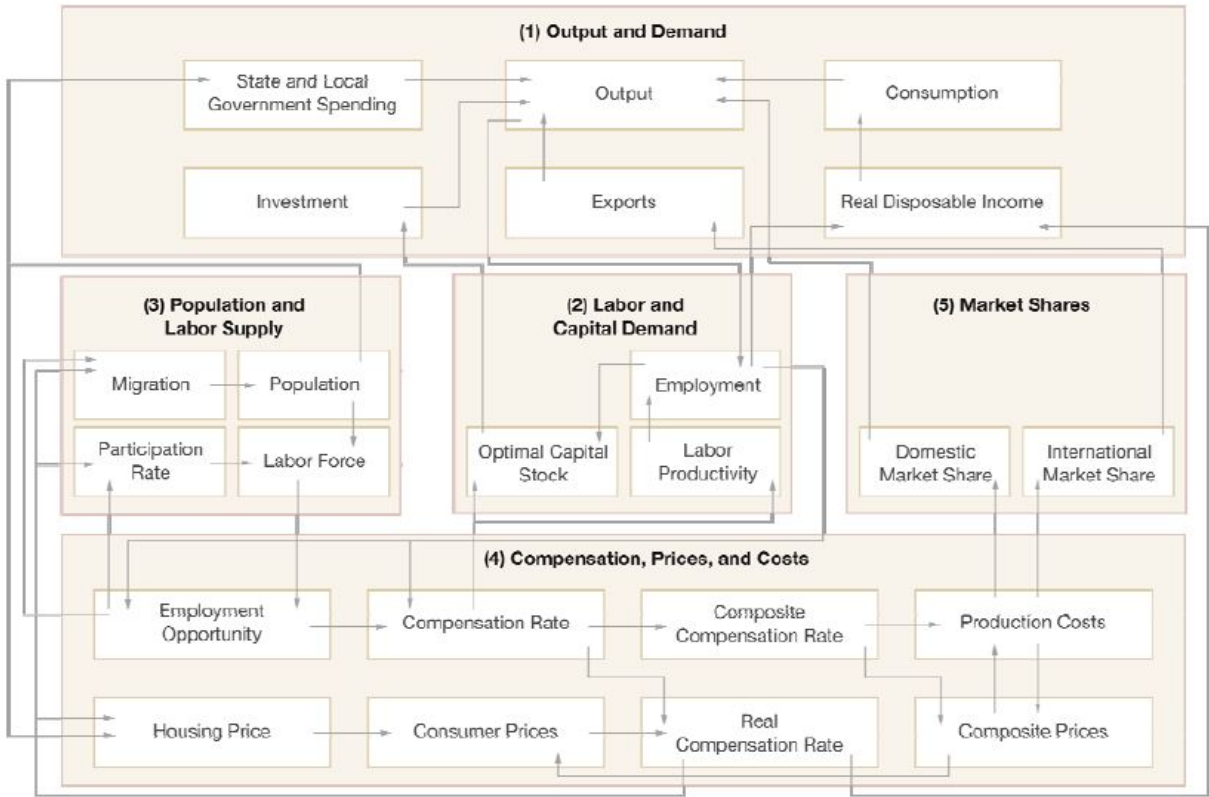 (1) Output and Demand
State and Local
Government Spending
Output
Consumption
Investment
Exports
Real Disposable Income
(3) Population and
Labor Supply
Migration
Population
Participation
Rate
Labor Force
(2) Labor and
Capital Demand
Employment
Optimal Capital
Stock
Labor
Productivity
(5) Market Shares
Domestic
Market Share
International
Market Share
(4) Compensation, Prices, and Costs
Employment
Opportunity
Compensation Rate
Composite
Compensation Rate
Production Costs
Housing Price
Consumer Prices
Real
Compensation Rate
Composite Prices